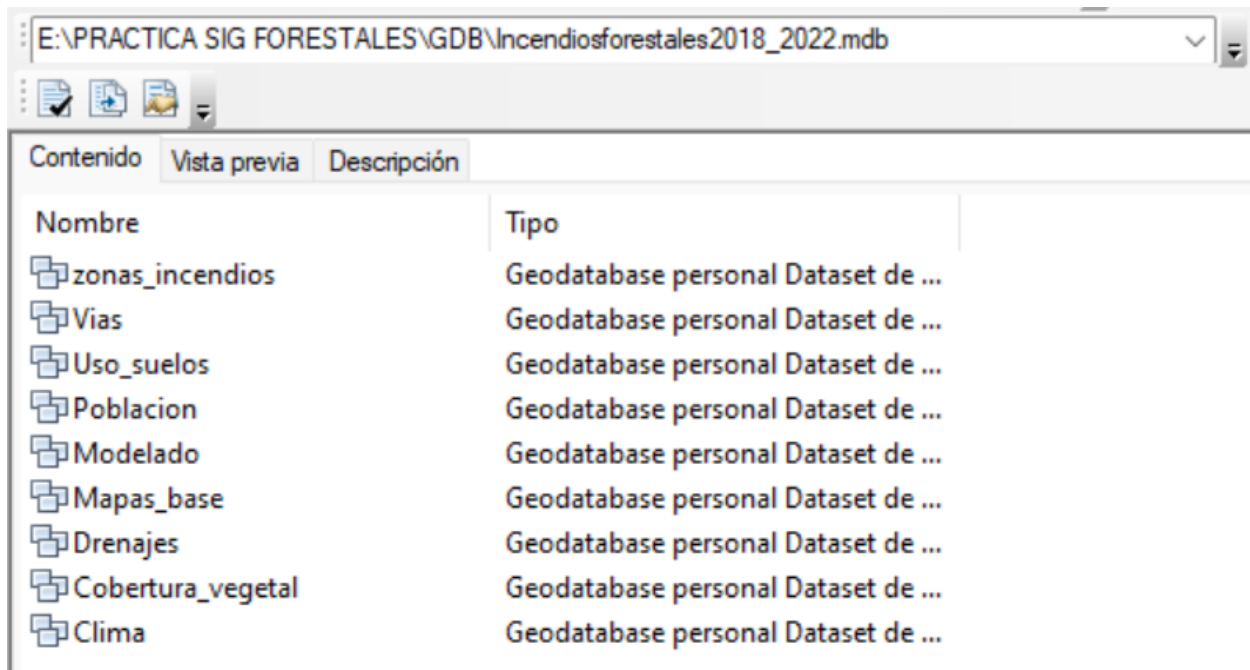 E:\PRACTICA SIG FORESTALES\GDB\Incendiosforestales2018_2022.mdb
Contenido Vista previa Descripción
Nombre Tipo
zonas_incendios Geodatabase personal Dataset de ...
Vias Geodatabase personal Dataset de ...
Uso_suelos Geodatabase personal Dataset de ...
Poblacion Geodatabase personal Dataset de ...
Modelado Geodatabase personal Dataset de ...
Mapas_base Geodatabase personal Dataset de ...
Drenajes Geodatabase personal Dataset de ...
Cobertura_vegetal Geodatabase personal Dataset de ...
Clima Geodatabase personal Dataset de ...